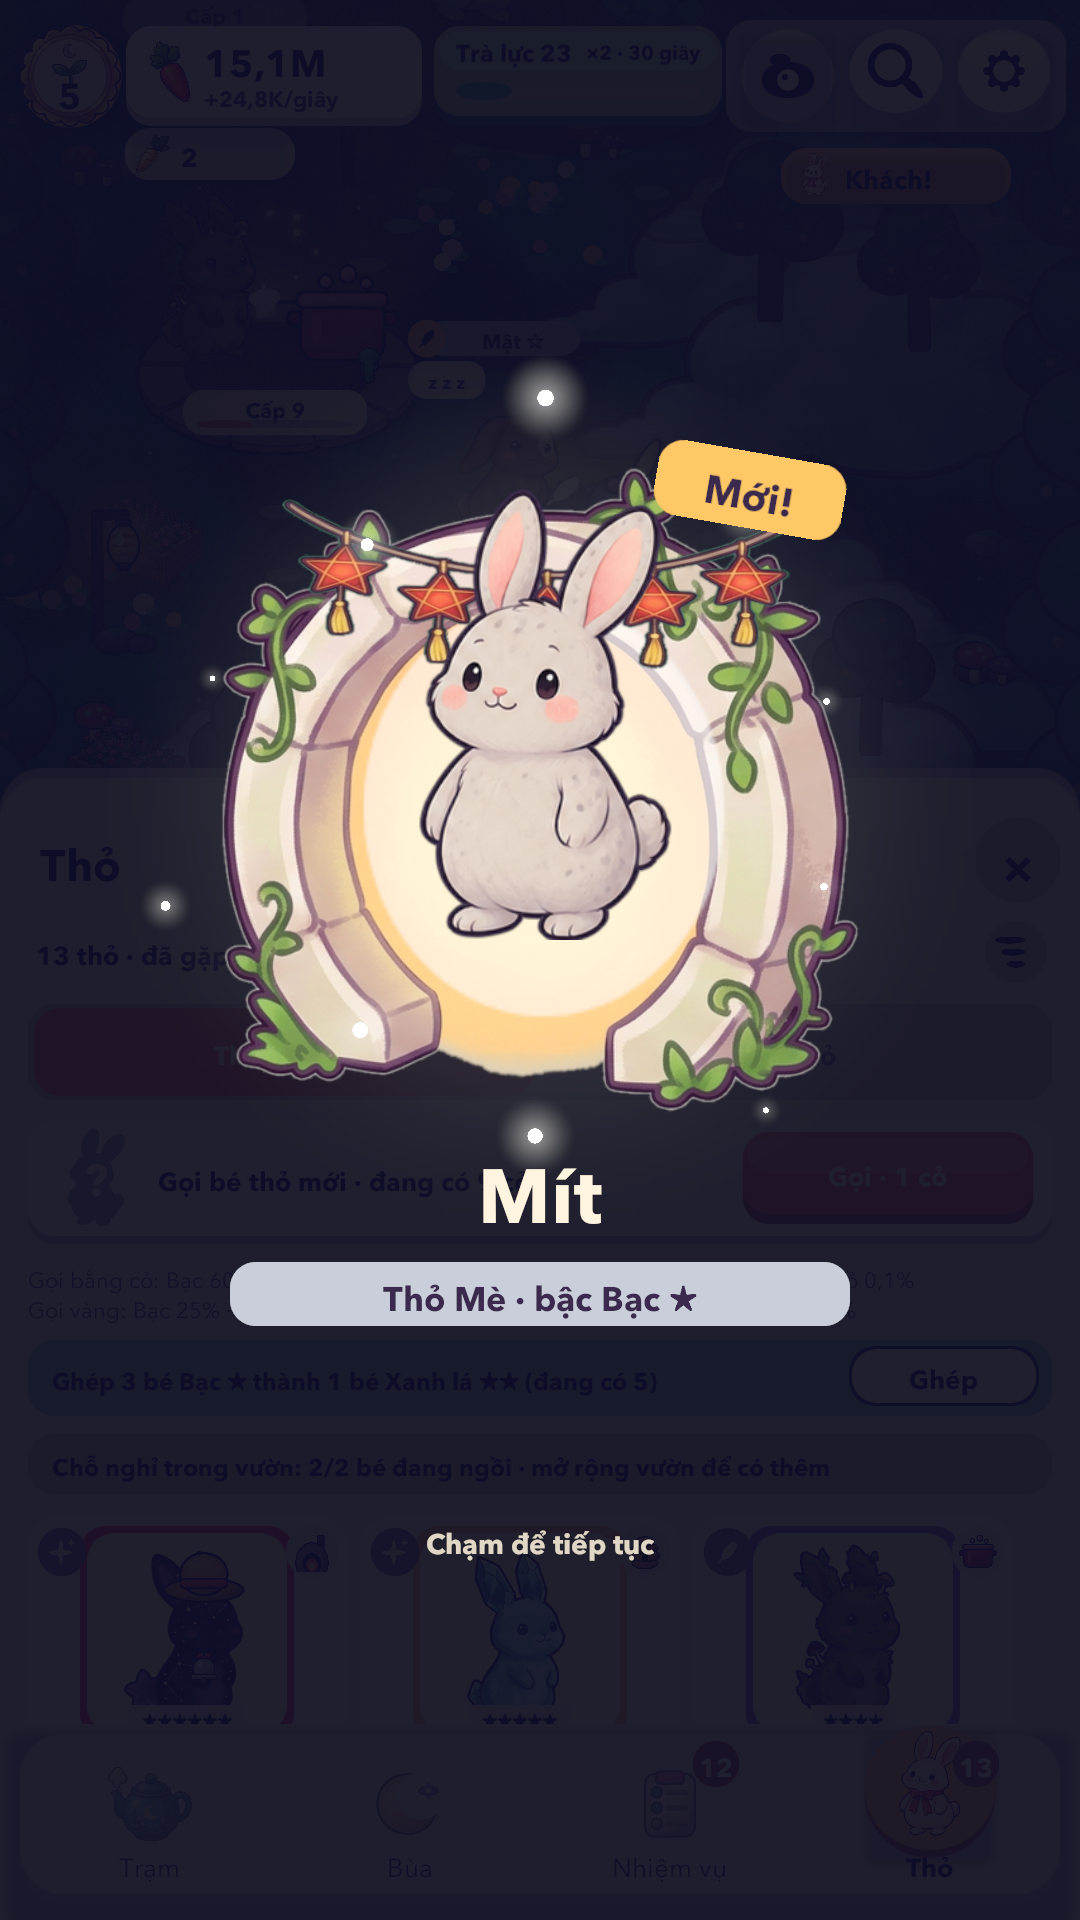 Cấp 1
5
15,1M
+24,8K/giây
Trà lực 23 ×2 · 30 giây
2
Khách!
Mật ☆
z z z
Cấp 9
Mới!
Thỏ
13 thỏ · đã gặp
Gọi bé thỏ mới · đang có
Gọi · 1 cỏ
Mít
Gọi bằng cỏ: Bạc 60
0,1%
Gọi vàng: Bạc 25%
Thỏ Mè · bậc Bạc ★
Ghép 3 bé Bạc ★ thành 1 bé Xanh lá ★★ (đang có 5)
Ghép
Chỗ nghỉ trong vườn: 2/2 bé đang ngồi · mở rộng vườn để có thêm
Chạm để tiếp tục
★★★★★★
★★★★★
★★★★
12
13
Trạm
Bùa
Nhiệm vụ
Thỏ